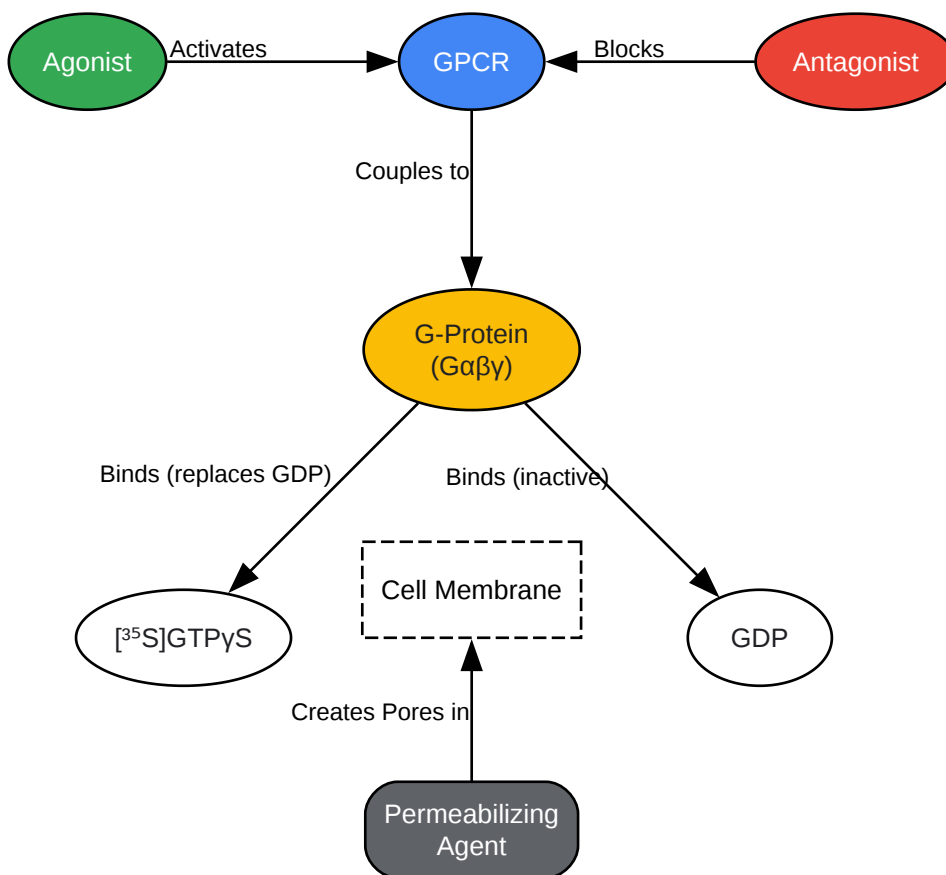 Agonist
Activates
GPCR
Blocks
Antagonist
Couples to
G-Protein
(Gαβγ)
Binds (replaces GDP)
Binds (inactive)
Cell Membrane
[³⁵S]GTPγS
GDP
Creates Pores in
Permeabilizing
Agent